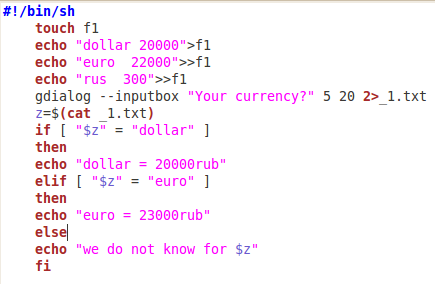 #!/bin/sh
touch f1
echo "dollar 20000">f1
echo "euro  22000">>f1
echo "rus  300">>f1
gdialog --inputbox "Your currency?" 5 20 2>_1.txt
z=$(cat _1.txt)
if [ "$z" = "dollar" ]
then
echo "dollar = 20000rub"
elif [ "$z" = "euro" ]
then
echo "euro = 23000rub"
else
echo "we do not know for $z"
fi